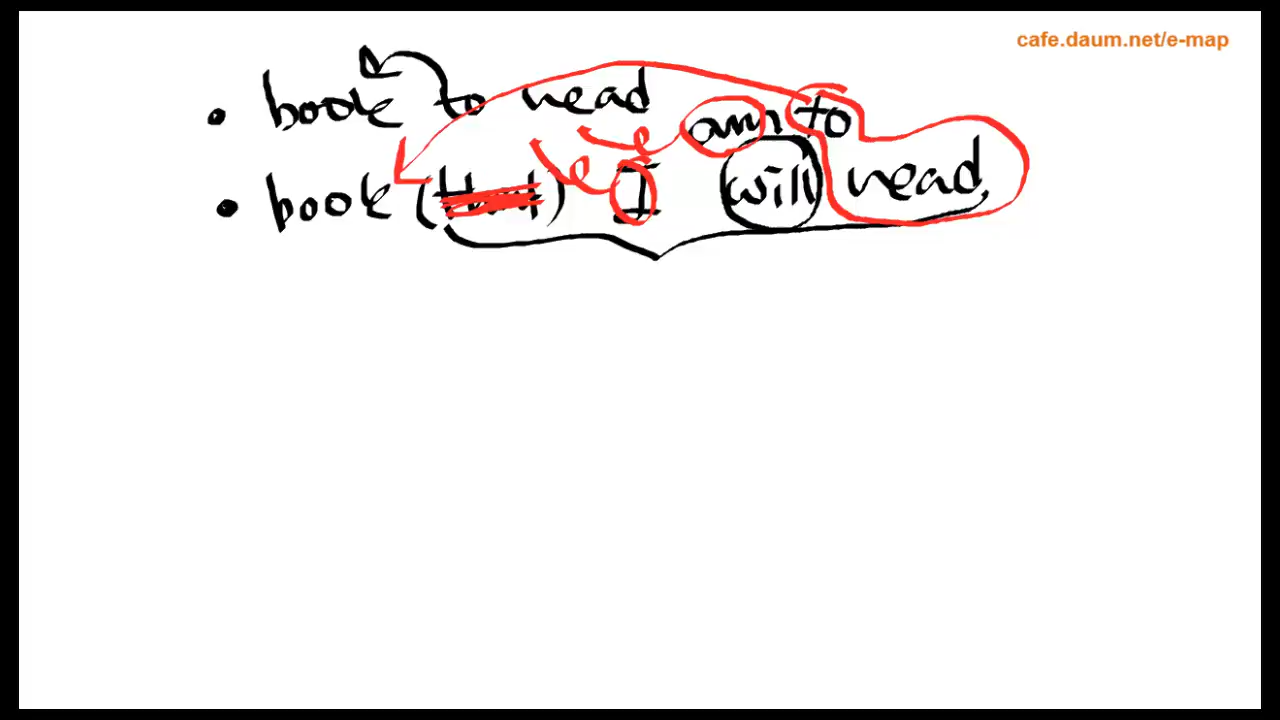 cafe.daum.net/e-map
• book to read
am to
• book (that) I will read,